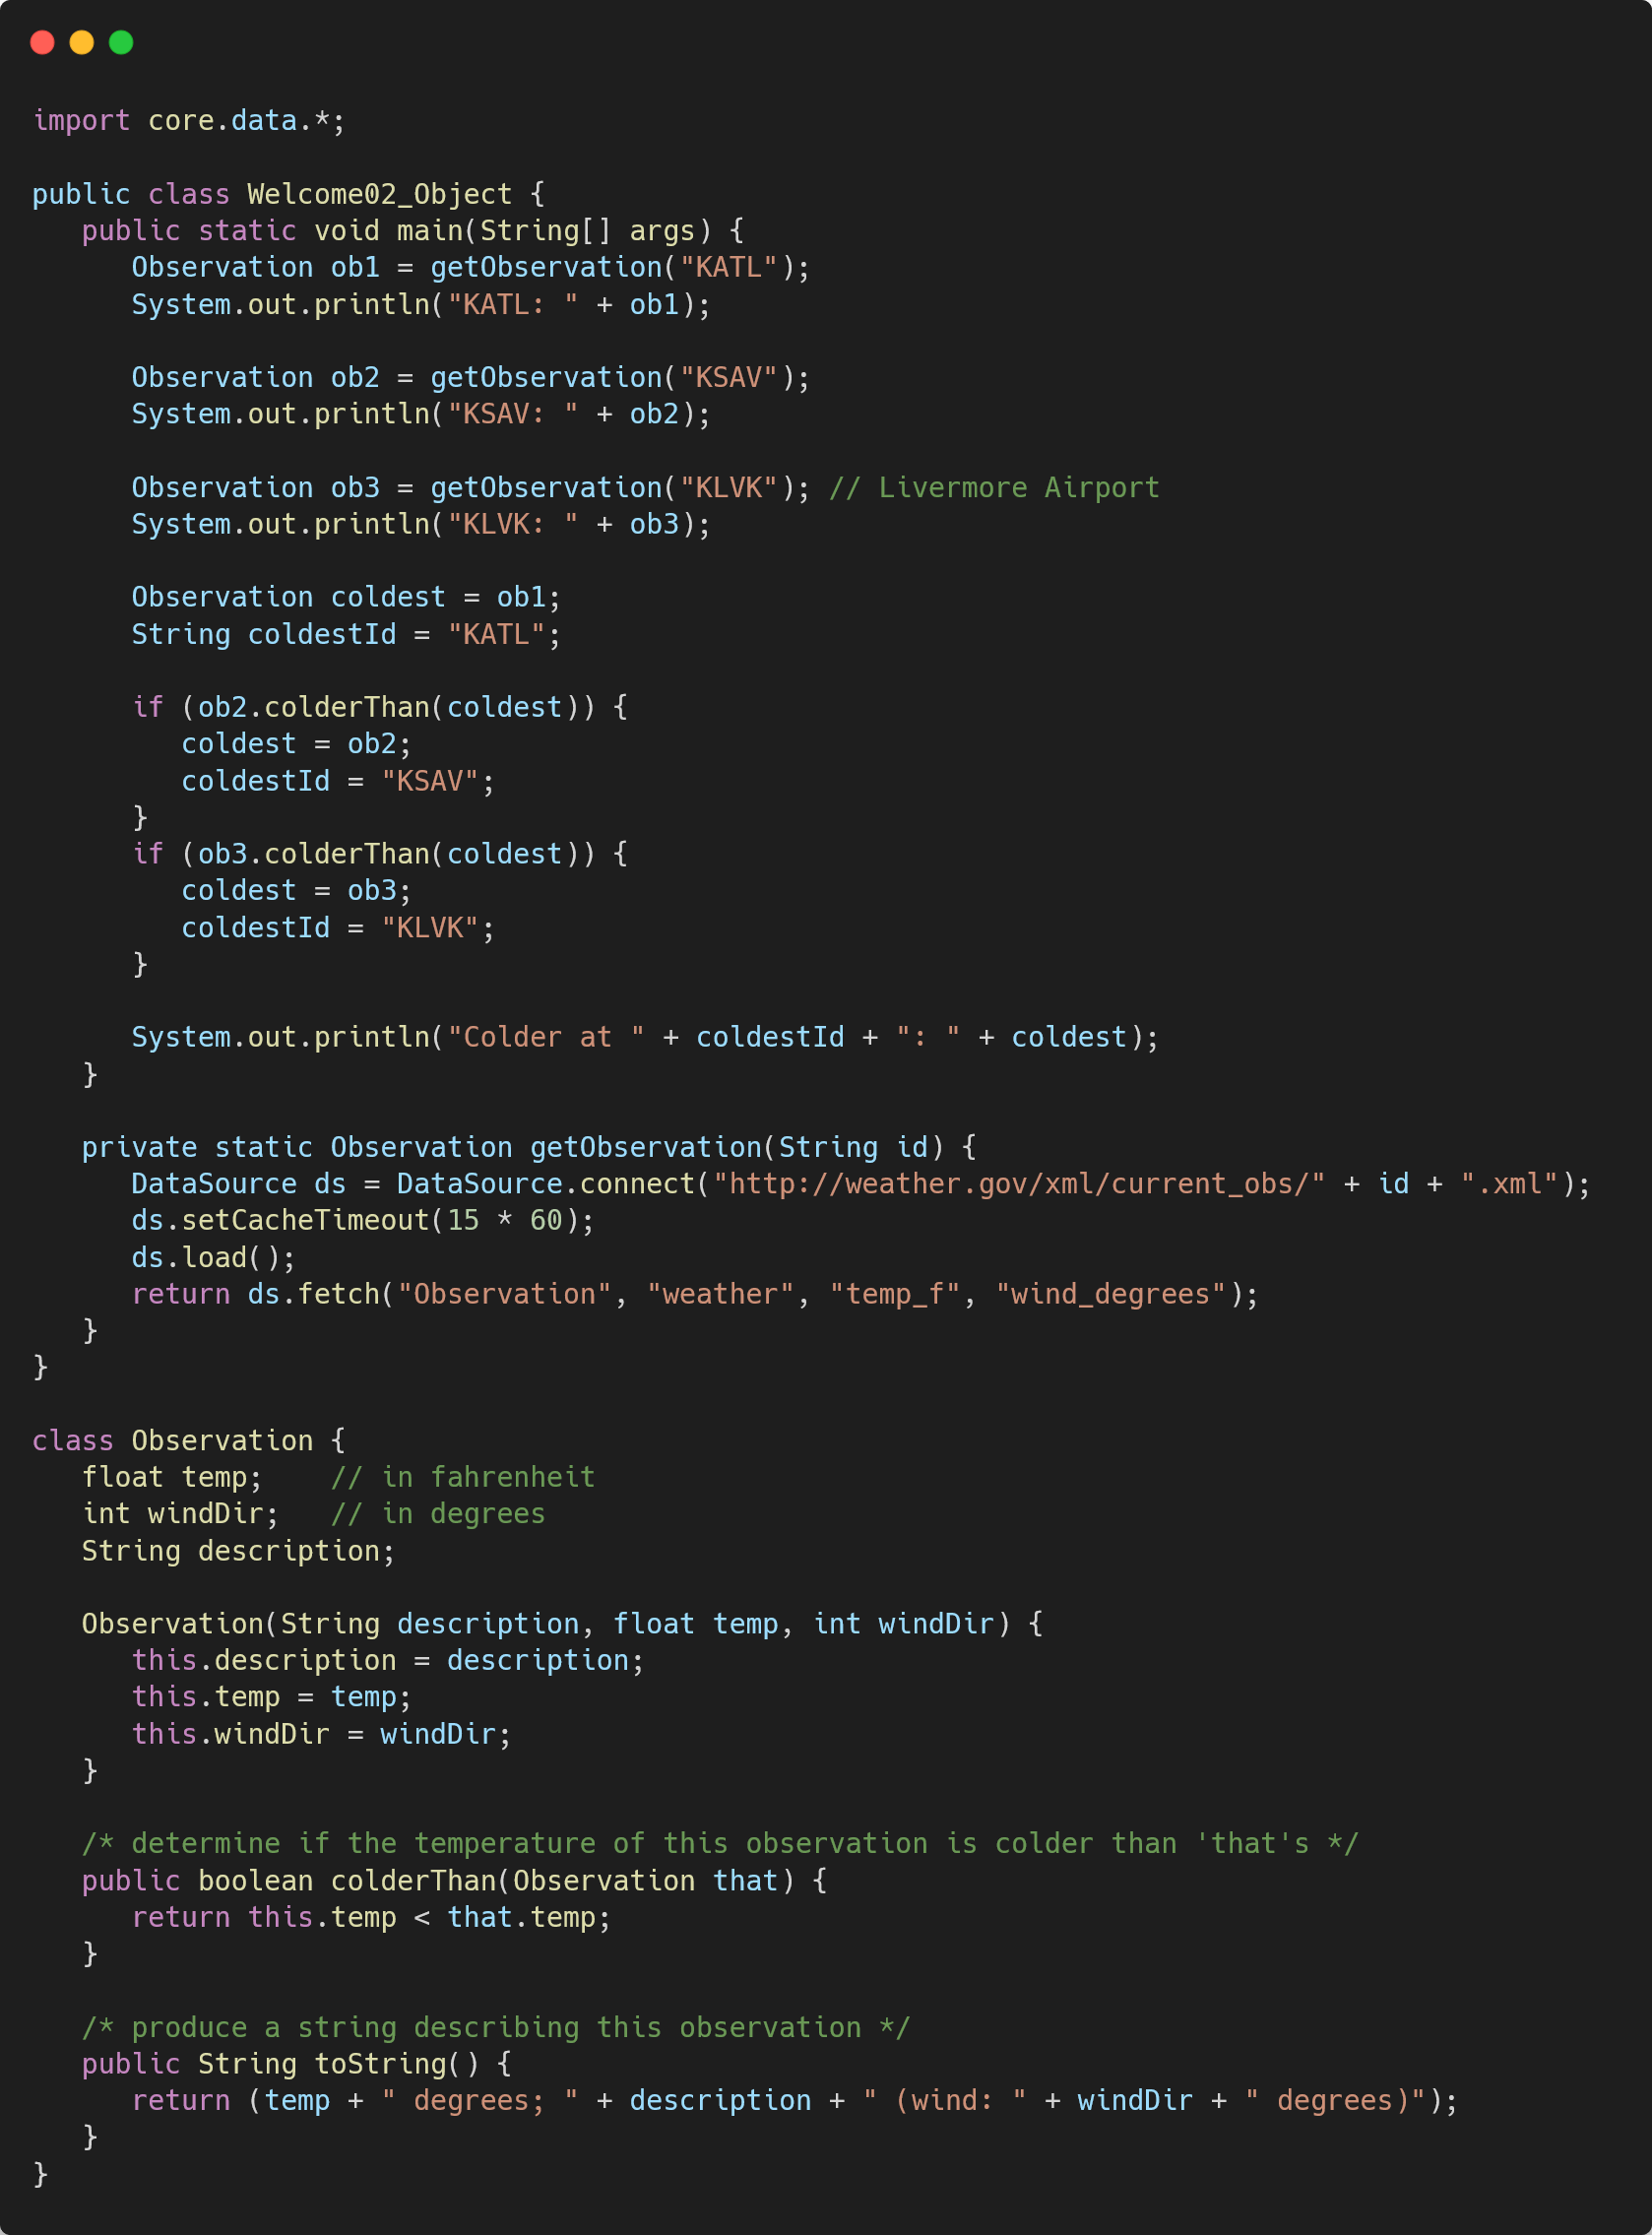 import core.data.*;

public class Welcome02_Object {
   public static void main(String[] args) {
      Observation ob1 = getObservation("KATL");
      System.out.println("KATL: " + ob1);

      Observation ob2 = getObservation("KSAV");
      System.out.println("KSAV: " + ob2);

      Observation ob3 = getObservation("KLVK"); // Livermore Airport
      System.out.println("KLVK: " + ob3);

      Observation coldest = ob1;
      String coldestId = "KATL";

      if (ob2.colderThan(coldest)) {
         coldest = ob2;
         coldestId = "KSAV";
      }
      if (ob3.colderThan(coldest)) {
         coldest = ob3;
         coldestId = "KLVK";
      }

      System.out.println("Colder at " + coldestId + ": " + coldest);
   }

   private static Observation getObservation(String id) {
      DataSource ds = DataSource.connect("http://weather.gov/xml/current_obs/" + id + ".xml");
      ds.setCacheTimeout(15 * 60);
      ds.load();
      return ds.fetch("Observation", "weather", "temp_f", "wind_degrees");
   }
}

class Observation {
   float temp;    // in fahrenheit
   int windDir;   // in degrees
   String description;

   Observation(String description, float temp, int windDir) {
      this.description = description;
      this.temp = temp;
      this.windDir = windDir;
   }

   /* determine if the temperature of this observation is colder than 'that's */
   public boolean colderThan(Observation that) {
      return this.temp < that.temp;
   }

   /* produce a string describing this observation */
   public String toString() {
      return (temp + " degrees; " + description + " (wind: " + windDir + " degrees)");
   }
}